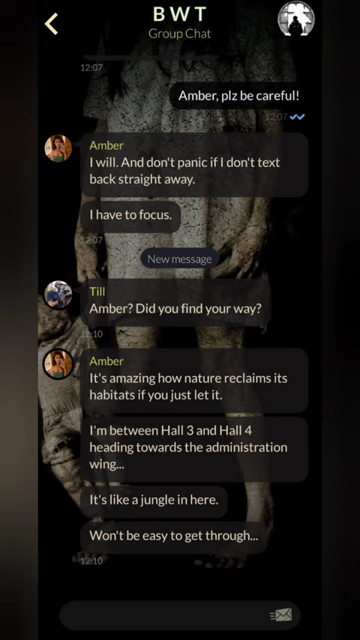 B W T
Group Chat
12:07
Amber, plz be careful!
12:07
Amber
I will. And don't panic if I don't text
back straight away.
I have to focus.
12:07
New message
Till
Amber? Did you find your way?
12:10
Amber
It's amazing how nature reclaims its
habitats if you just let it.
I'm between Hall 3 and Hall 4
heading towards the administration
wing...
It's like a jungle in here.
Won't be easy to get through...
12:10